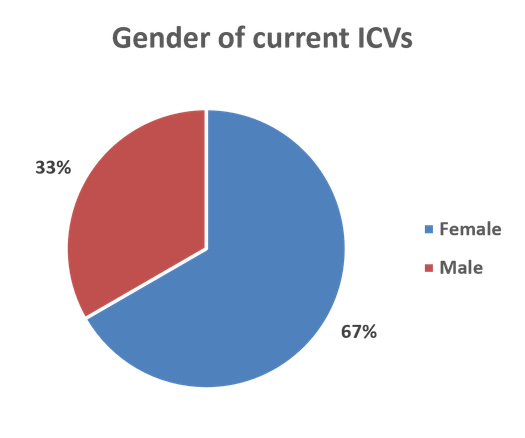 Gender of current ICVs
33%
Female
Male
67%